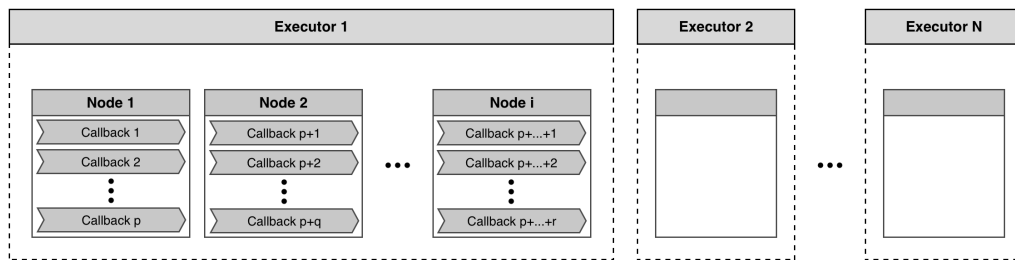 Executor 1
Executor 2
Executor N
Node 1
Node 2
Node i
Callback 1
Callback p+1
Callback p+...+1
Callback 2
Callback p+2
Callback p+...+2
Callback p
Callback p+q
Callback p+...+r